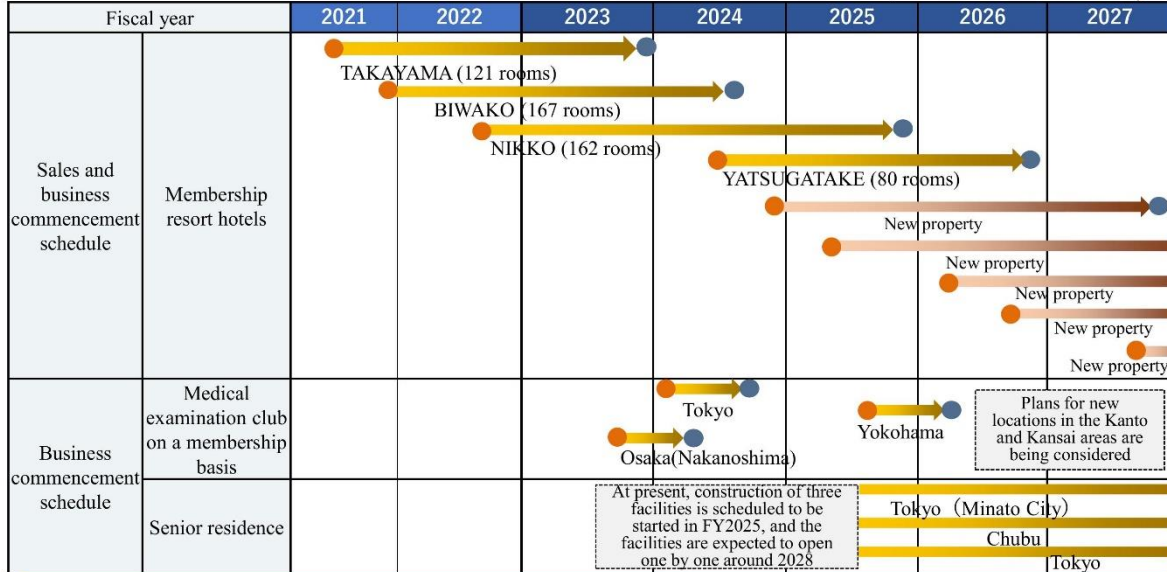 Fiscal year
2021
2022
2023
2024
2025
2026
2027
Sales and
business
commencement
schedule
Membership
resort hotels
TAKAYAMA (121 rooms)
BIWAKO (167 rooms)
NIKKO (162 rooms)
YATSUGATAKE (80 rooms)
New property
New property
New property
New property
New property
Business
commencement
schedule
Medical
examination club
on a membership
basis
Tokyo
Osaka(Nakanoshima)
Yokohama
Plans for new
locations in the Kanto
and Kansai areas are
being considered
Senior residence
At present, construction of three
facilities is scheduled to be
started in FY2025, and the
facilities are expected to open
one by one around 2028
Tokyo（Minato City）
Chubu
Tokyo